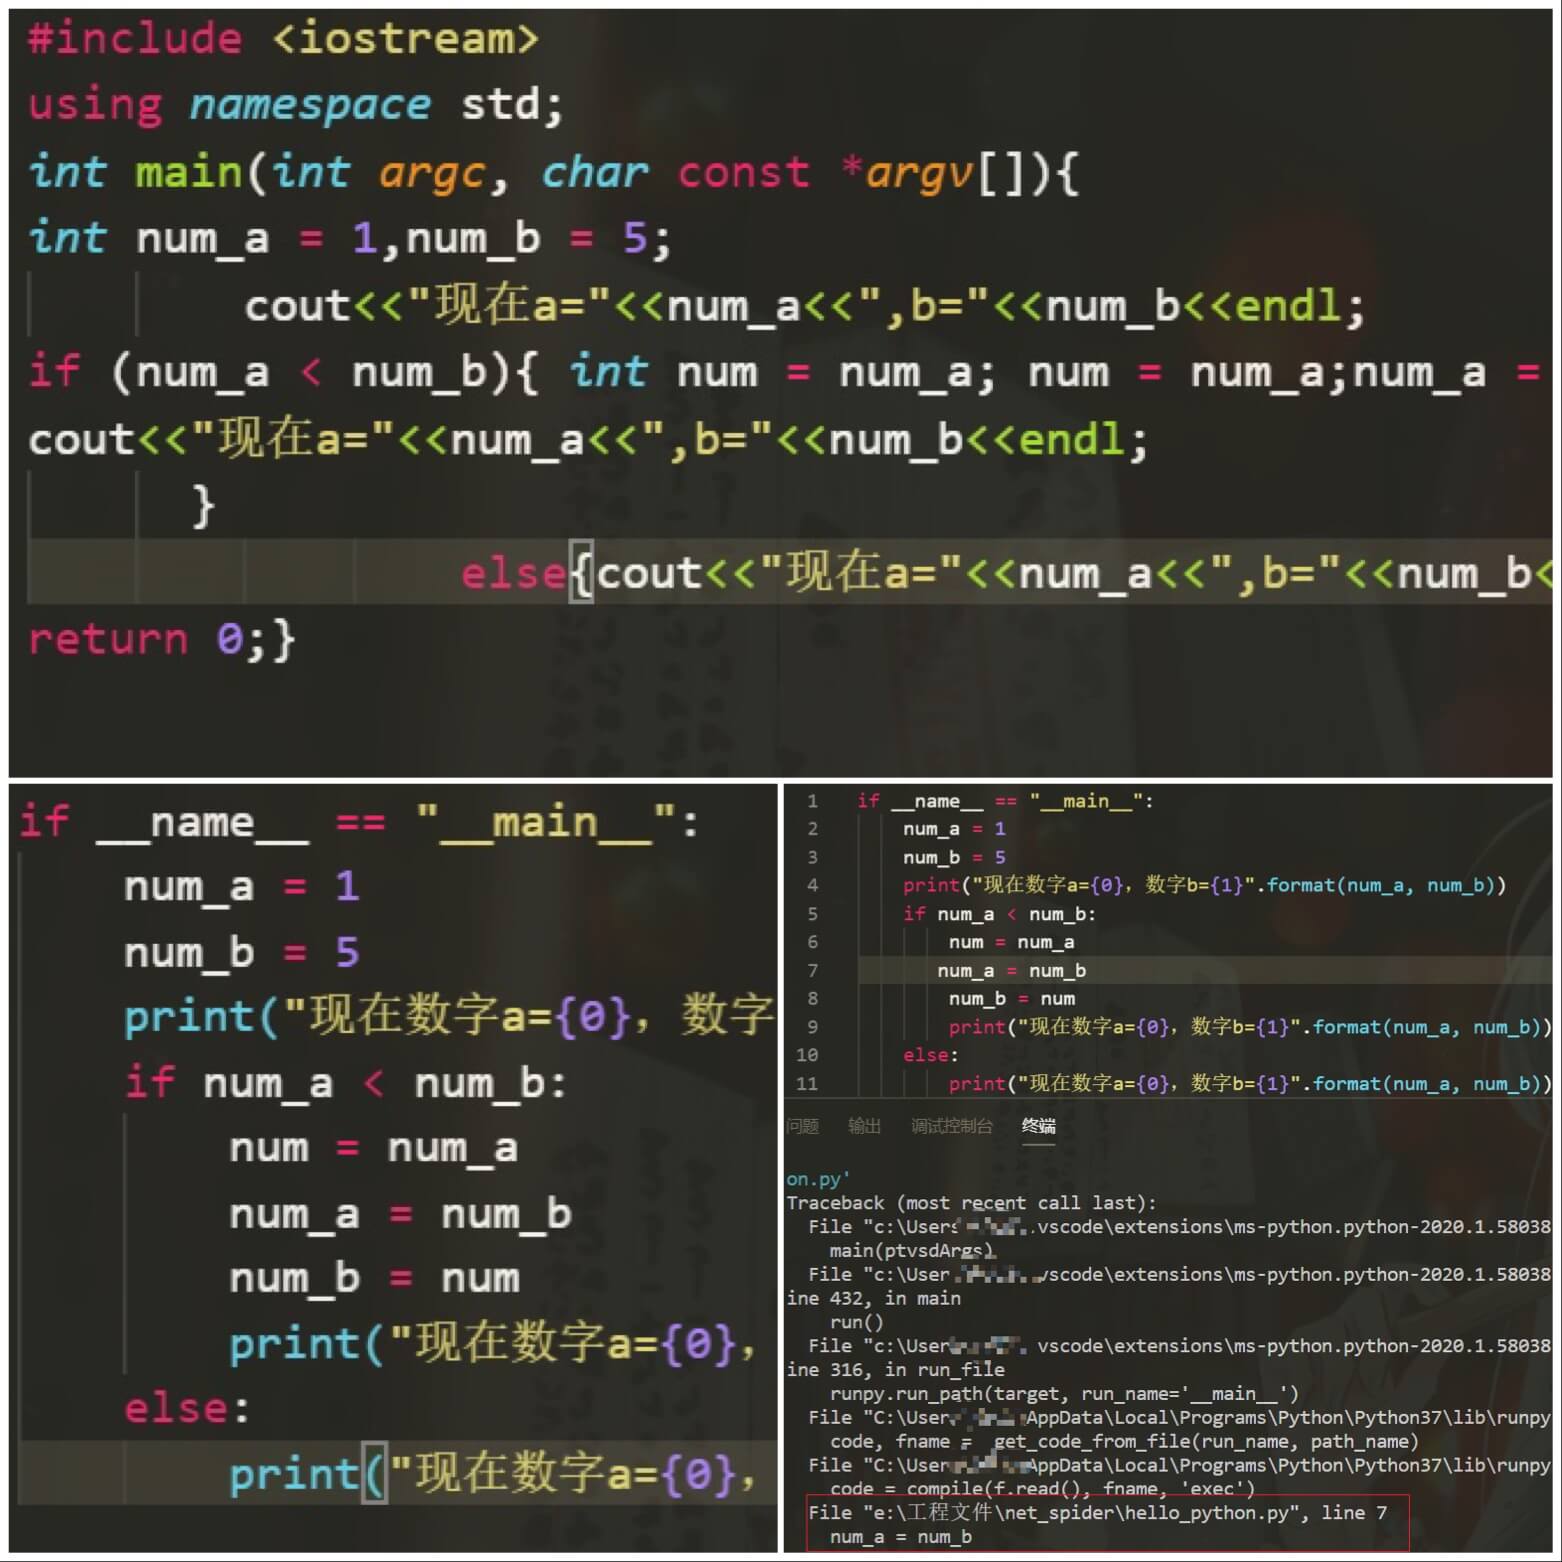 #include <iostream>
using namespace std;
int main(int argc, char const *argv[]){
int num_a = 1,num_b = 5;
cout<<"现在a="<<num_a<<",b="<<num_b<<endl;
if (num_a < num_b){ int num = num_a; num = num_a;num_a =
cout<<"现在a="<<num_a<<",b="<<num_b<<endl;
}
else{cout<<"现在a="<<num_a<<",b="<<num_b<
return 0;}
if __name__ == "__main__":
num_a = 1
num_b = 5
print("现在数字a={0}，数字
if num_a < num_b:
num = num_a
num_a = num_b
num_b = num
print("现在数字a={0}，
else:
print("现在数字a={0}，
1 if __name__ == "__main__":
2 num_a = 1
3 num_b = 5
4 print("现在数字a={0}，数字b={1}".format(num_a, num_b))
5 if num_a < num_b:
6 num = num_a
7 num_a = num_b
8 num_b = num
9 print("现在数字a={0}，数字b={1}".format(num_a, num_b))
10 else:
11 print("现在数字a={0}，数字b={1}".format(num_a, num_b))
问题 输出 调试控制台 终端
on.py'
Traceback (most recent call last):
File "c:\Users .vscode\extensions\ms-python.python-2020.1.58038
main(ptvsdArgs)
File "c:\User vscode\extensions\ms-python.python-2020.1.58038
ine 432, in main
run()
File "c:\User vscode\extensions\ms-python.python-2020.1.58038
ine 316, in run_file
runpy.run_path(target, run_name='__main__')
File "C:\User AppData\Local\Programs\Python\Python37\lib\runpy
code, fname = _get_code_from_file(run_name, path_name)
File "C:\User AppData\Local\Programs\Python\Python37\lib\runpy
code = compile(f.read(), fname, 'exec')
File "e:\工程文件\net_spider\hello_python.py", line 7
num_a = num_b